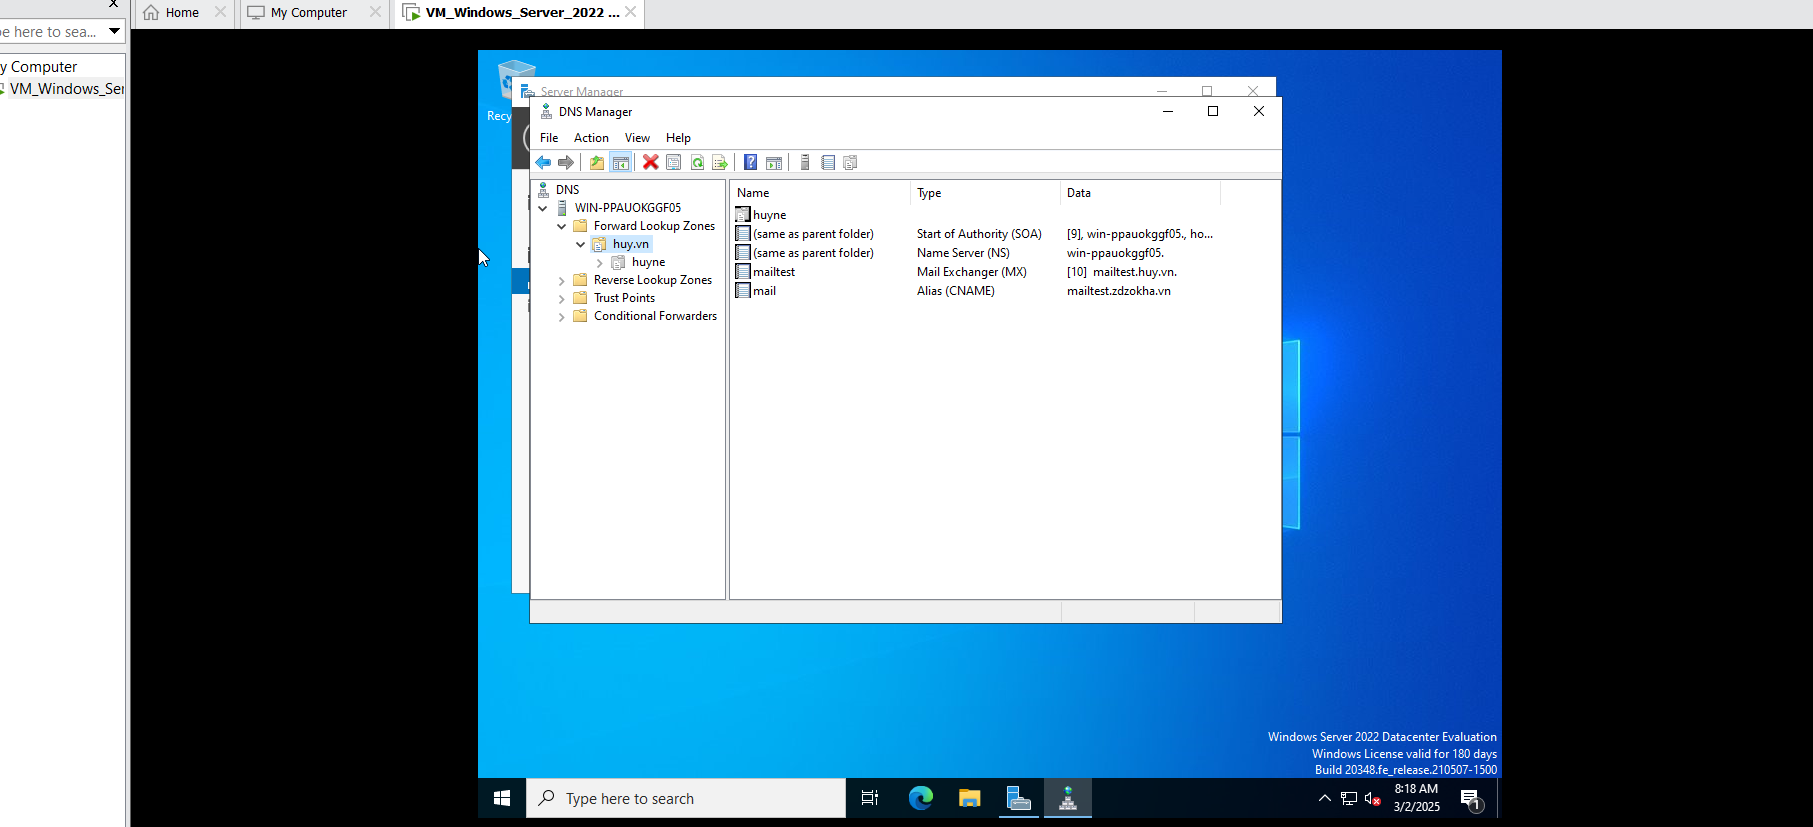 Home
My Computer
VM_Windows_Server_2022 ...
e here to sea...
y Computer
VM_Windows_Ser
Recy
Server Manager
DNS Manager
File Action View Help
DNS
WIN-PPAUOKGGF05
Forward Lookup Zones
huy.vn
huyne
Reverse Lookup Zones
Trust Points
Conditional Forwarders
Name Type Data
huyne
(same as parent folder) Start of Authority (SOA) [9], win-ppauokggf05., ho...
(same as parent folder) Name Server (NS) win-ppauokggf05.
mailtest Mail Exchanger (MX) [10] mailtest.huy.vn.
mail Alias (CNAME) mailtest.zdzokha.vn
Windows Server 2022 Datacenter Evaluation
Windows License valid for 180 days
Build 20348.fe_release.210507-1500
Type here to search
8:18 AM
3/2/2025
1